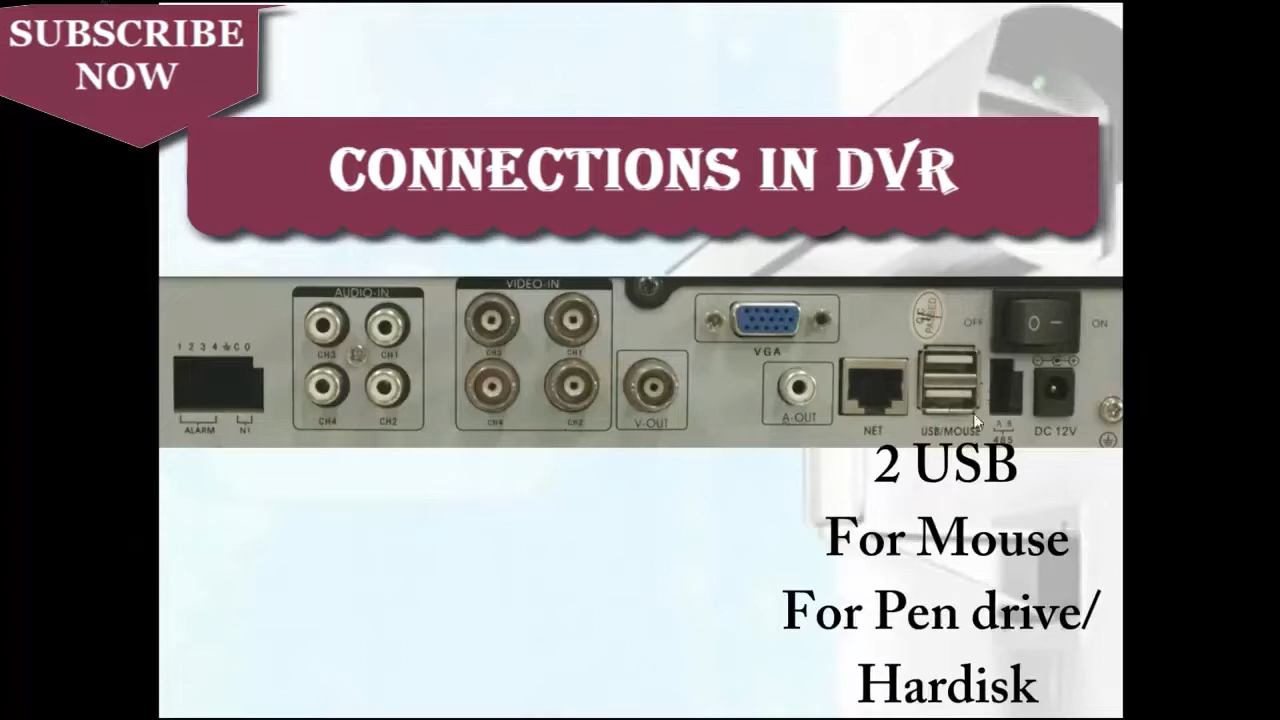 SUBSCRIBE
NOW
CONNECTIONS IN DVR
AUDIO-IN
VIDEO-IN
CH3 CH1
CH4 CH2
CH3 CH1
CH4 CH2
V-OUT
VGA
A-OUT
PASSED
OFF
ON
1 2 3 4
C O
ALARM
NET
USB/MOUSE
A B
485
DC 12V
2 USB
For Mouse
For Pen drive/
Hardisk